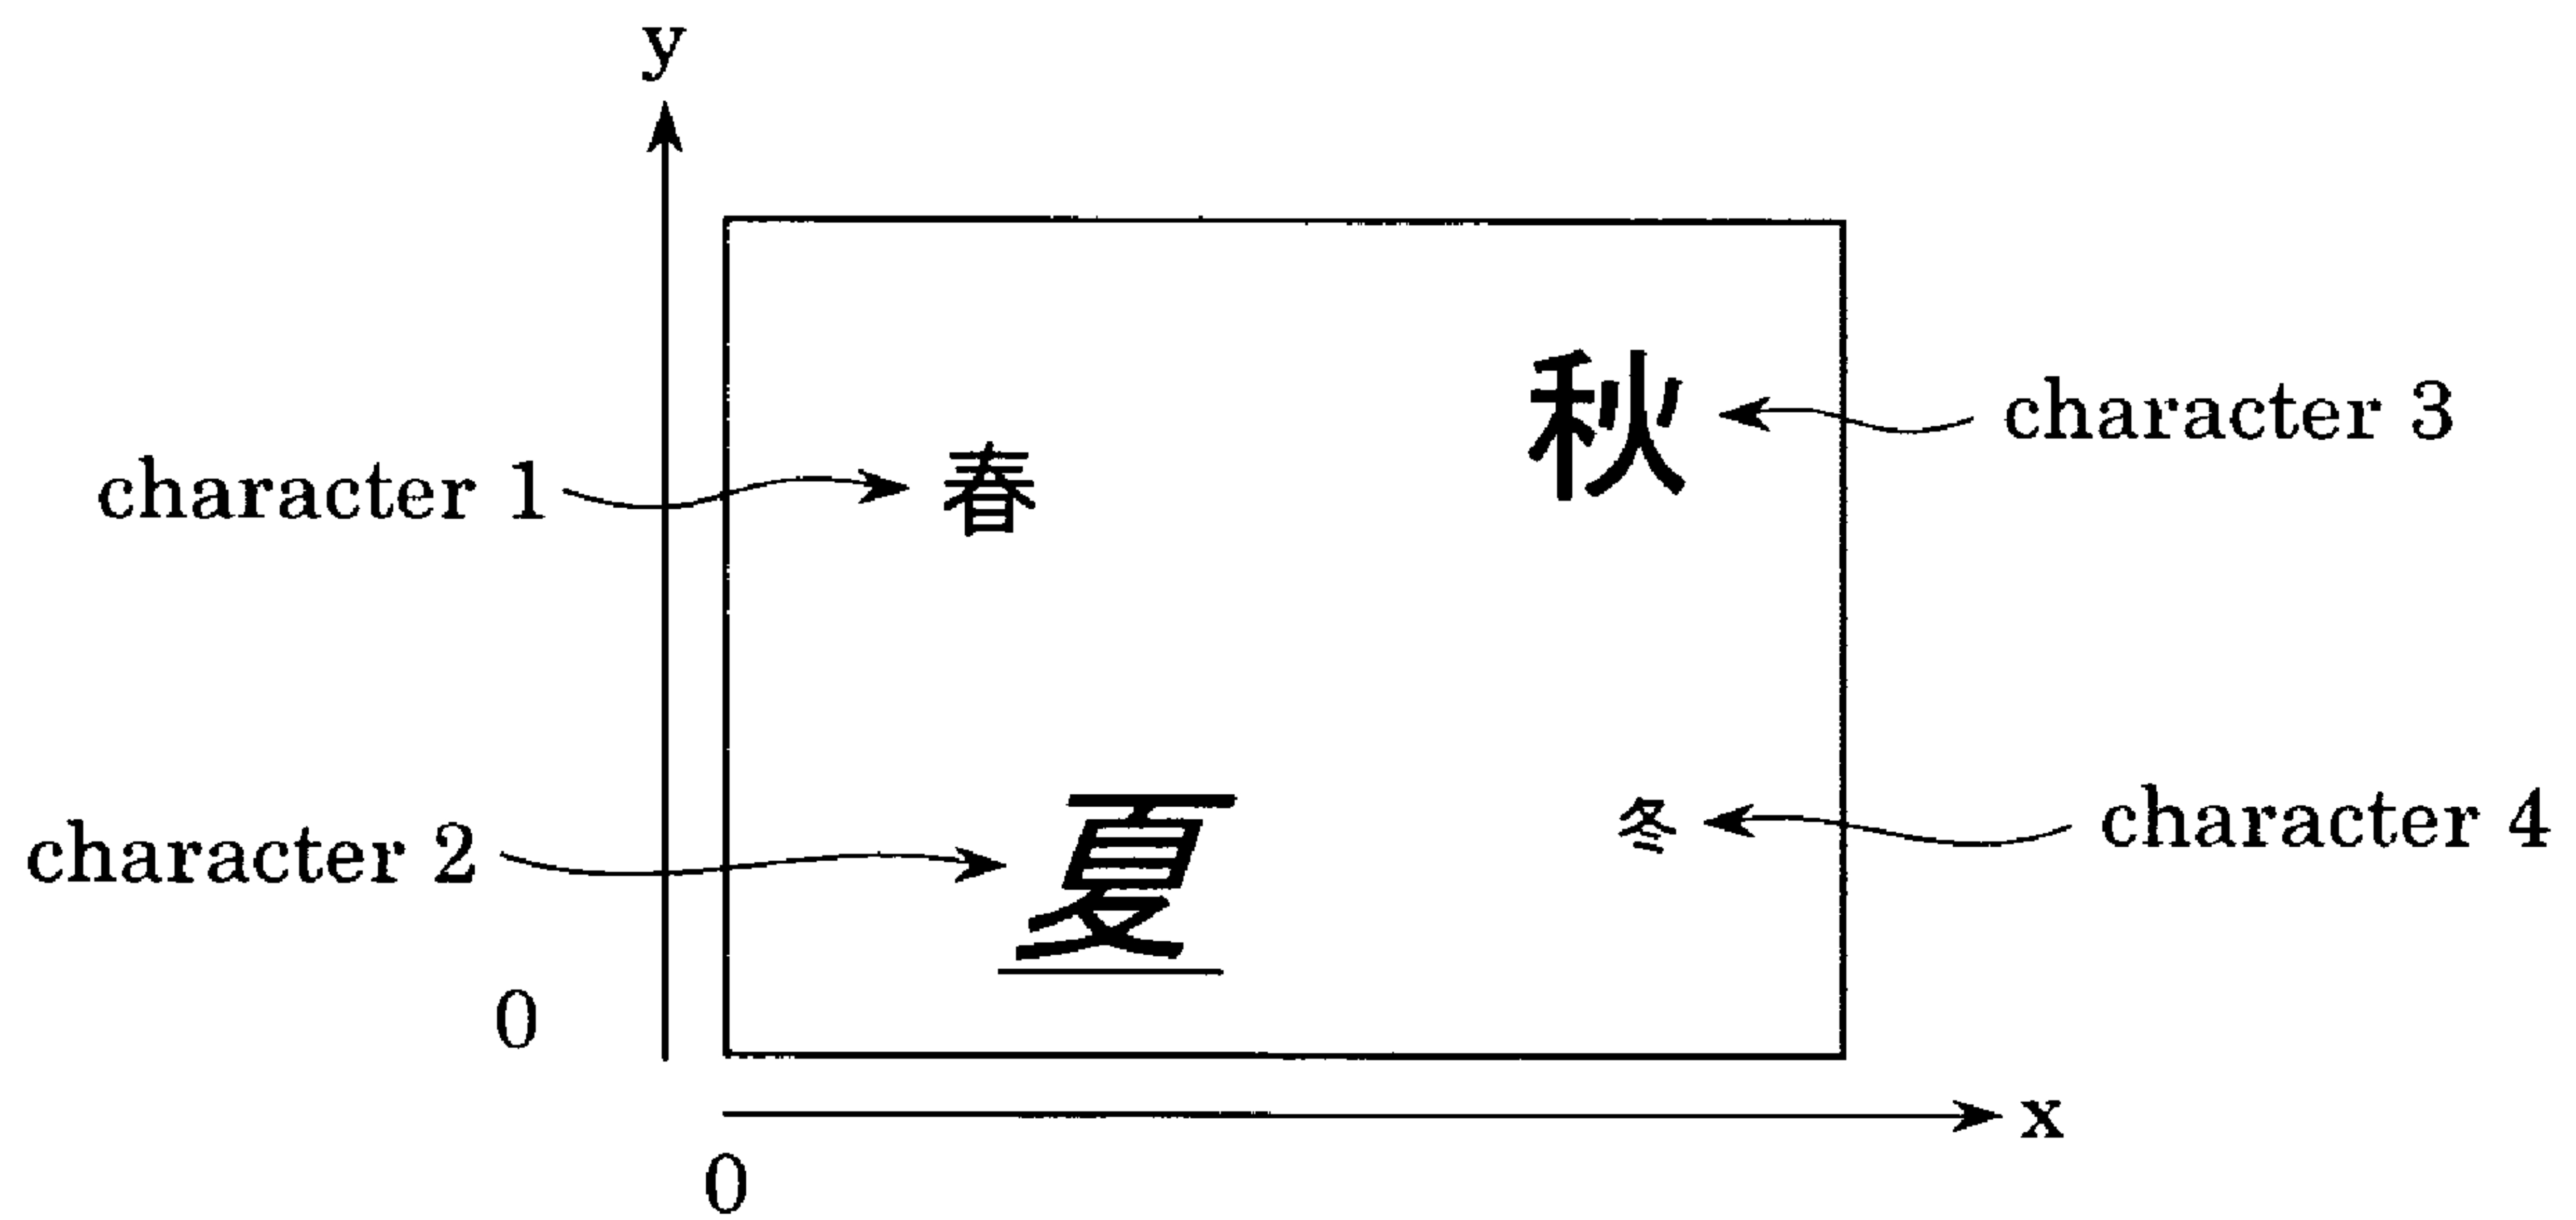 y
秋 character 3
character 1 春
冬 character 4
character 2 夏
0
x
0